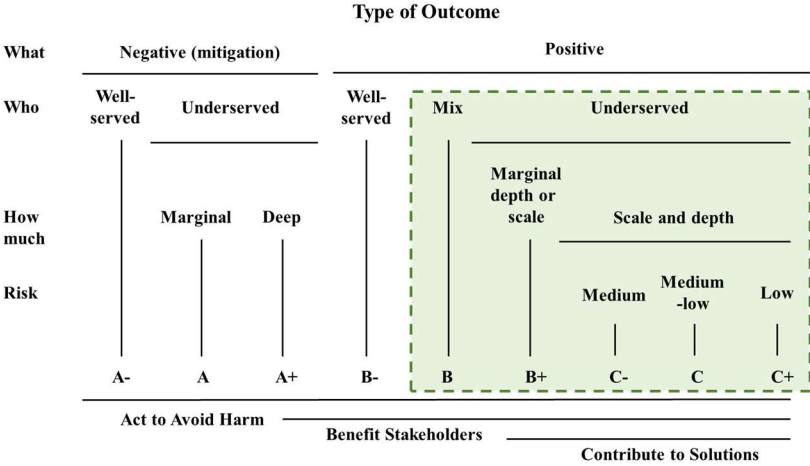 Type of Outcome
What
Negative (mitigation)
Positive
Who
Well-
served
Underserved
Well-
served
Mix
Underserved
How
much
Marginal
Deep
Marginal
depth or
scale
Scale and depth
Risk
Medium
Medium
-low
Low
A-
A
A+
B-
B
B+
C-
C
C+
Act to Avoid Harm
Benefit Stakeholders
Contribute to Solutions